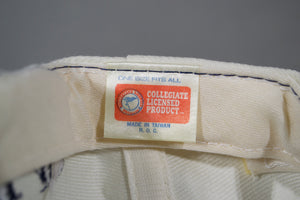 ONE SIZE FITS ALL
COLLEGIATE
LICENSED
PRODUCT
MADE IN TAIWAN
R.O.C.